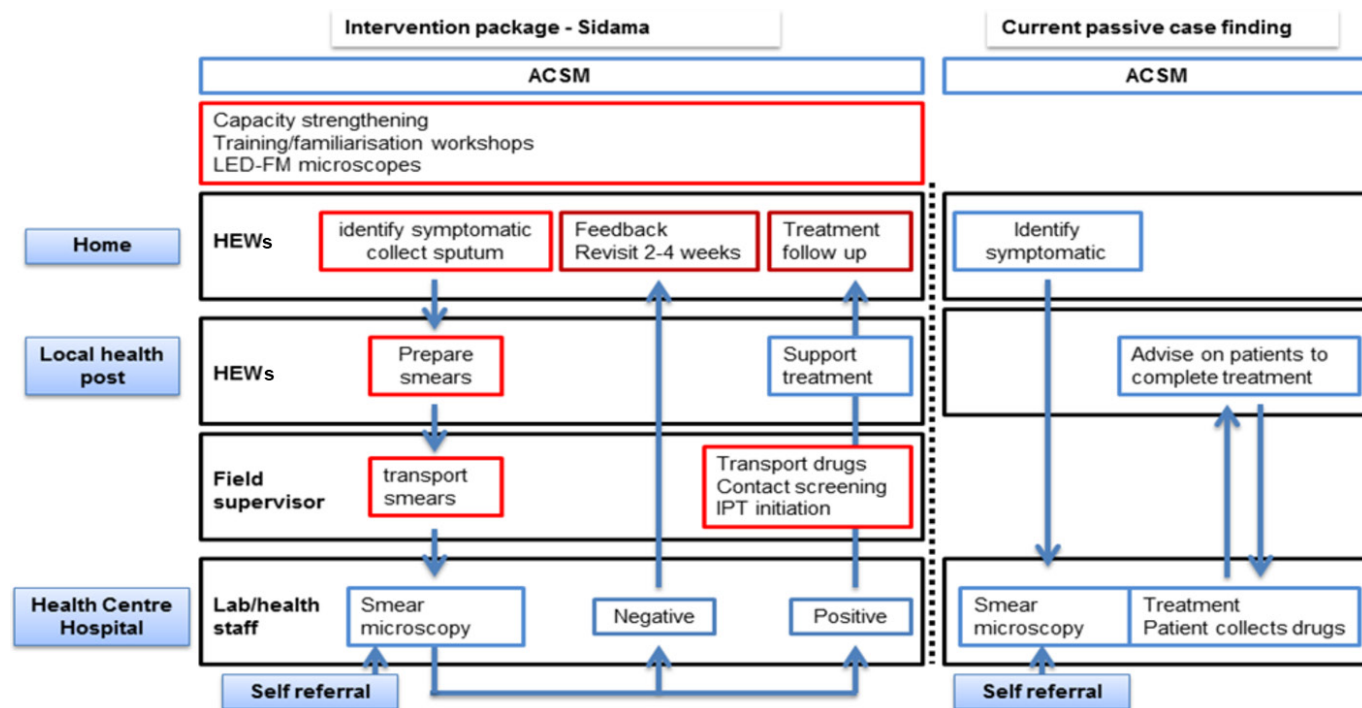 Intervention package - Sidama
Current passive case finding
ACSM
ACSM
Capacity strengthening
Training/familiarisation workshops
LED-FM microscopes
Home
HEWs
identify symptomatic
collect sputum
Feedback
Revisit 2-4 weeks
Treatment
follow up
Identify
symptomatic
Local health
post
HEWs
Prepare
smears
Support
treatment
Advise on patients to
complete treatment
Field
supervisor
transport
smears
Transport drugs
Contact screening
IPT initiation
Health Centre
Hospital
Lab/health
staff
Smear
microscopy
Negative
Positive
Smear
microscopy
Treatment
Patient collects drugs
Self referral
Self referral